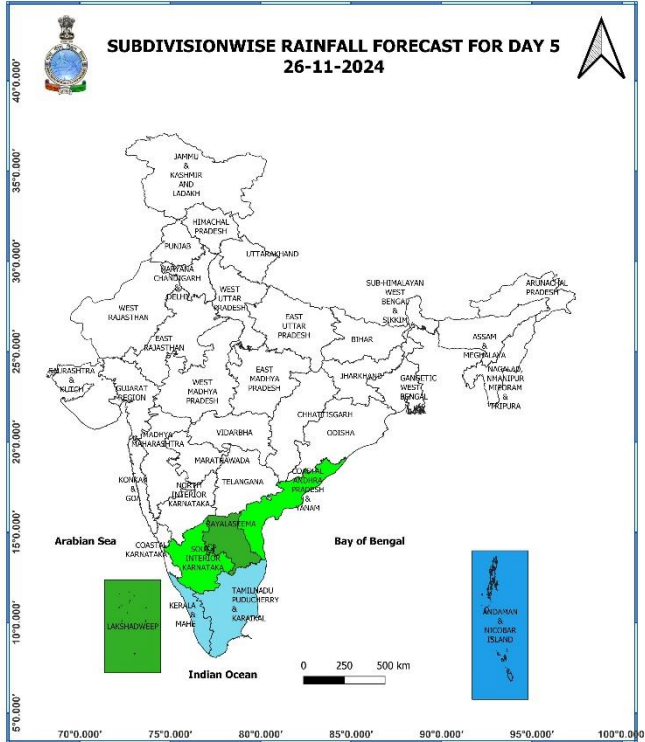 SUBDIVISIONWISE RAINFALL FORECAST FOR DAY 5
26-11-2024
40°0.000'
35°0.000'
30°0.000'
25°0.000'
20°0.000'
15°0.000'
10°0.000'
5°0.000'
JAMMU
&
KASHMIR
AND
LADAKH
HIMACHAL
PRADESH
PUNJAB
UTTARAKHAND
HARYANA
CHANDIGARH
&
DELHI
WEST
UTTAR
PRADESH
SUB-HIMALAYAN
WEST
BENGAL
&
SIKKIM
ARUNACHAL
PRADESH
WEST
RAJASTHAN
EAST
UTTAR
PRADESH
EAST
RAJASTHAN
BIHAR
ASSAM
&
MEGHALAYA
SAURASHTRA
&
KUTCH
GUJARAT
REGION
WEST
MADHYA
PRADESH
EAST
MADHYA
PRADESH
JHARKHAND
GANGETIC
WEST
BENGAL
NAGALAD,
NMANIPUR
MIZORAM
&
TRIPURA
CHHATTISGARH
ODISHA
MADHYA
MAHARASHTRA
VIDARBHA
MARATHWADA
KONKAN
&
GOA
NORTH
INTERIOR
KARNATAKA
TELANGANA
COASTAL
ANDHRA
PRADESH
&
YANAM
RAYALASEEMA
Arabian Sea
COASTAL
KARNATAKA
SOUTH
INTERIOR
KARNATAKA
Bay of Bengal
LAKSHADWEEP
KERALA
&
MAHE
TAMILNADU
PUDUCHERRY
&
KARAIKAL
ANDAMAN
&
NICOBAR
ISLAND
Indian Ocean
0 250 500 km
70°0.000' 75°0.000' 80°0.000' 85°0.000' 90°0.000' 95°0.000' 100°0.000'